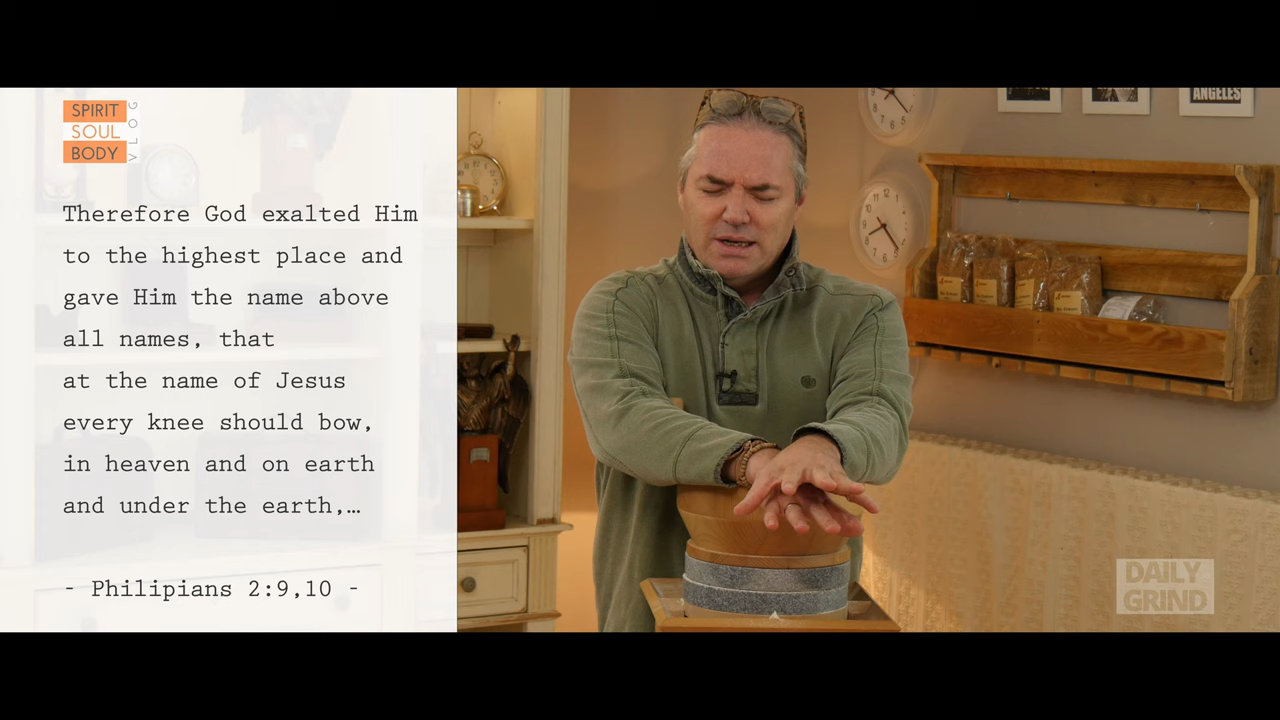 SPIRIT
SOUL
BODY
VLOG
Therefore God exalted Him
to the highest place and
gave Him the name above
all names, that
at the name of Jesus
every knee should bow,
in heaven and on earth
and under the earth,…
- Philipians 2:9,10 -
ANGELES
DAILY
GRIND